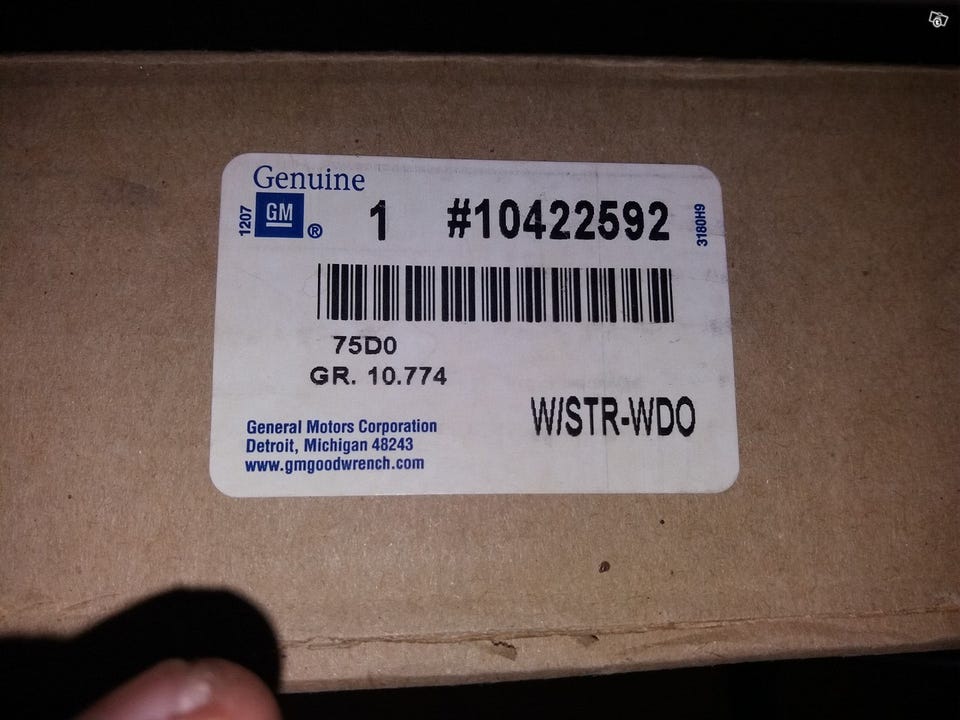 Genuine
1207 GM ® 1 #10422592 3180H9
75D0
GR. 10.774
W/STR-WDO
General Motors Corporation
Detroit, Michigan 48243
www.gmgoodwrench.com